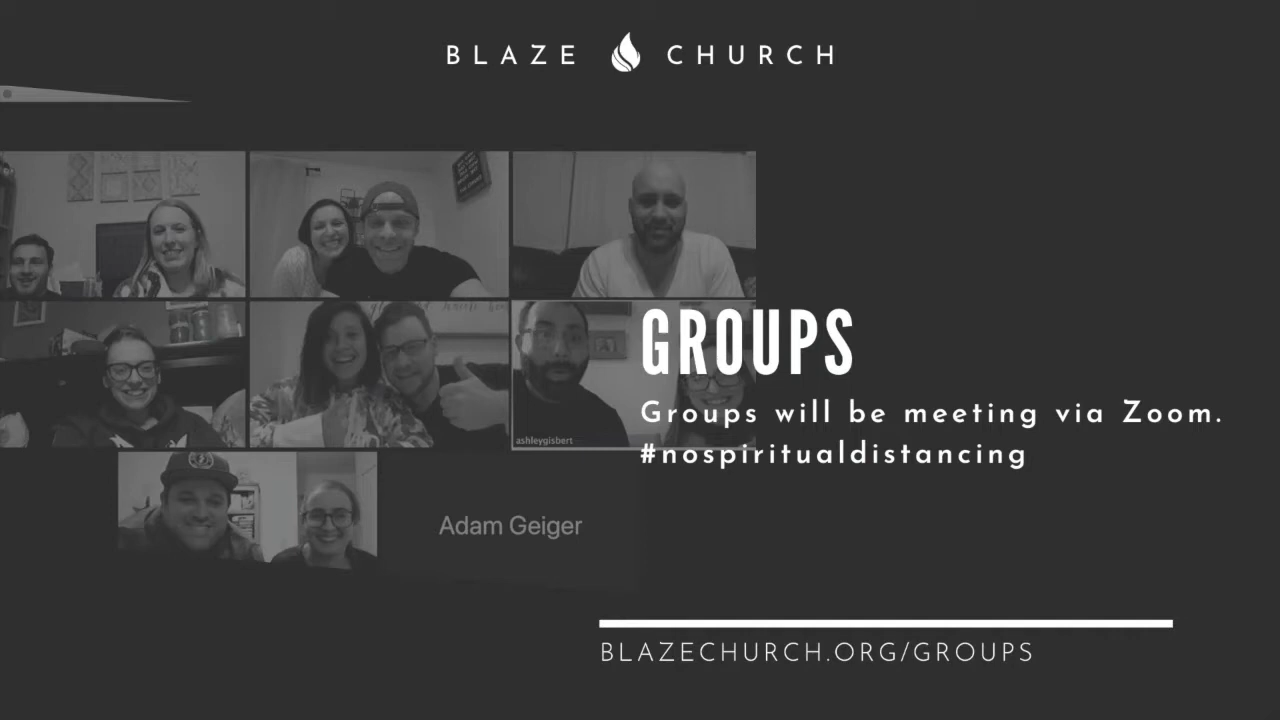 BLAZE CHURCH
GROUPS
Groups will be meeting via Zoom.
#nospiritualdistancing
ashleygisbert
Adam Geiger
BLAZECHURCH.ORG/GROUPS